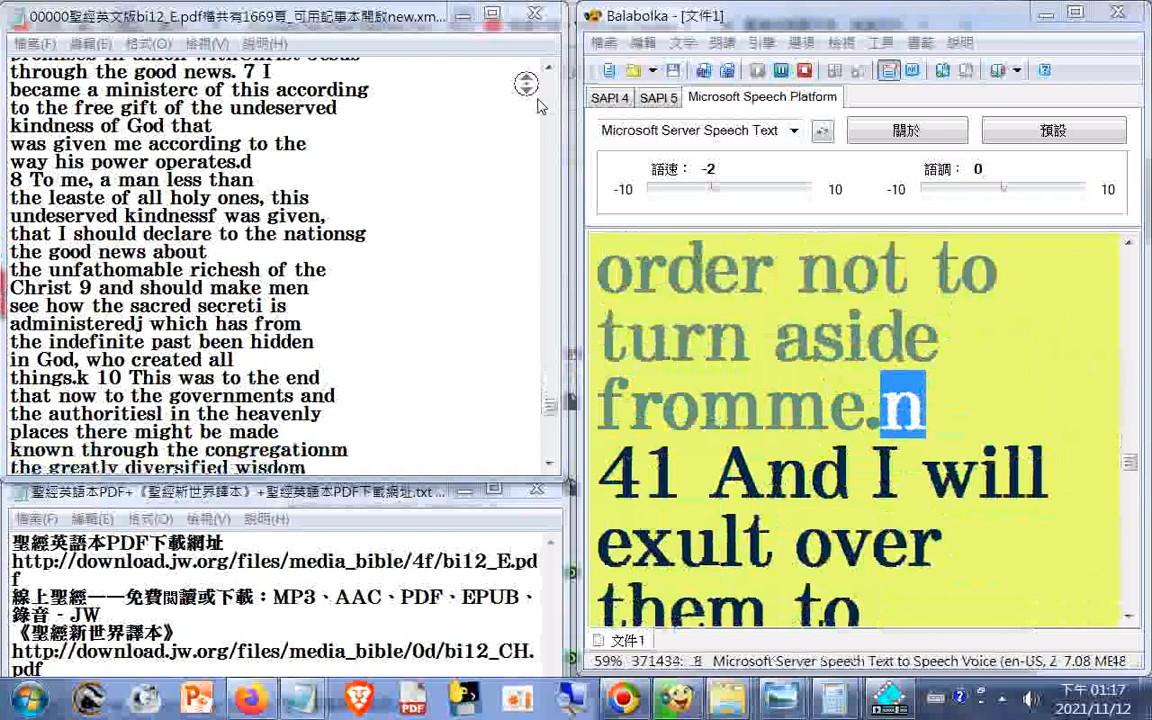 00000聖經英文版bi12_E.pdf檔共有1669頁_可用記事本開啟new.xm...
檔案(F) 編輯(E) 格式(O) 檢視(V) 說明(H)
through the good news. 7 I
became a ministerc of this according
to the free gift of the undeserved
kindness of God that
was given me according to the
way his power operates.d
8 To me, a man less than
the leaste of all holy ones, this
undeserved kindnessf was given,
that I should declare to the nationsg
the good news about
the unfathomable richesh of the
Christ 9 and should make men
see how the sacred secreti is
administeredj which has from
the indefinite past been hidden
in God, who created all
things.k 10 This was to the end
that now to the governments and
the authoritiesl in the heavenly
places there might be made
known through the congregationm
the greatly diversified wisdom
聖經英語本PDF+《聖經新世界譯本》+聖經英語本PDF下載網址.txt ...
檔案(F) 編輯(E) 格式(O) 檢視(V) 說明(H)
聖經英語本PDF下載網址
http://download.jw.org/files/media_bible/4f/bi12_E.pd
f
線上聖經——免費閱讀或下載：MP3、AAC、PDF、EPUB、
錄音 - JW
《聖經新世界譯本》
http://download.jw.org/files/media_bible/0d/bi12_CH.
pdf
Balabolka - [文件1]
檔案 編輯 文字 朗讀 引擎 選項 檢視 工具 書籤 說明
SAPI 4 SAPI 5 Microsoft Speech Platform
Microsoft Server Speech Text 關於 預設
語速： -2 語調： 0
-10 10 -10 10
order not to
turn aside
fromme.n
41 And I will
exult over
them to
文件1
59% 371434: Microsoft Server Speech Text to Speech Voice (en-US, Z 7.08 ME48
下午 01:17
2021/11/12